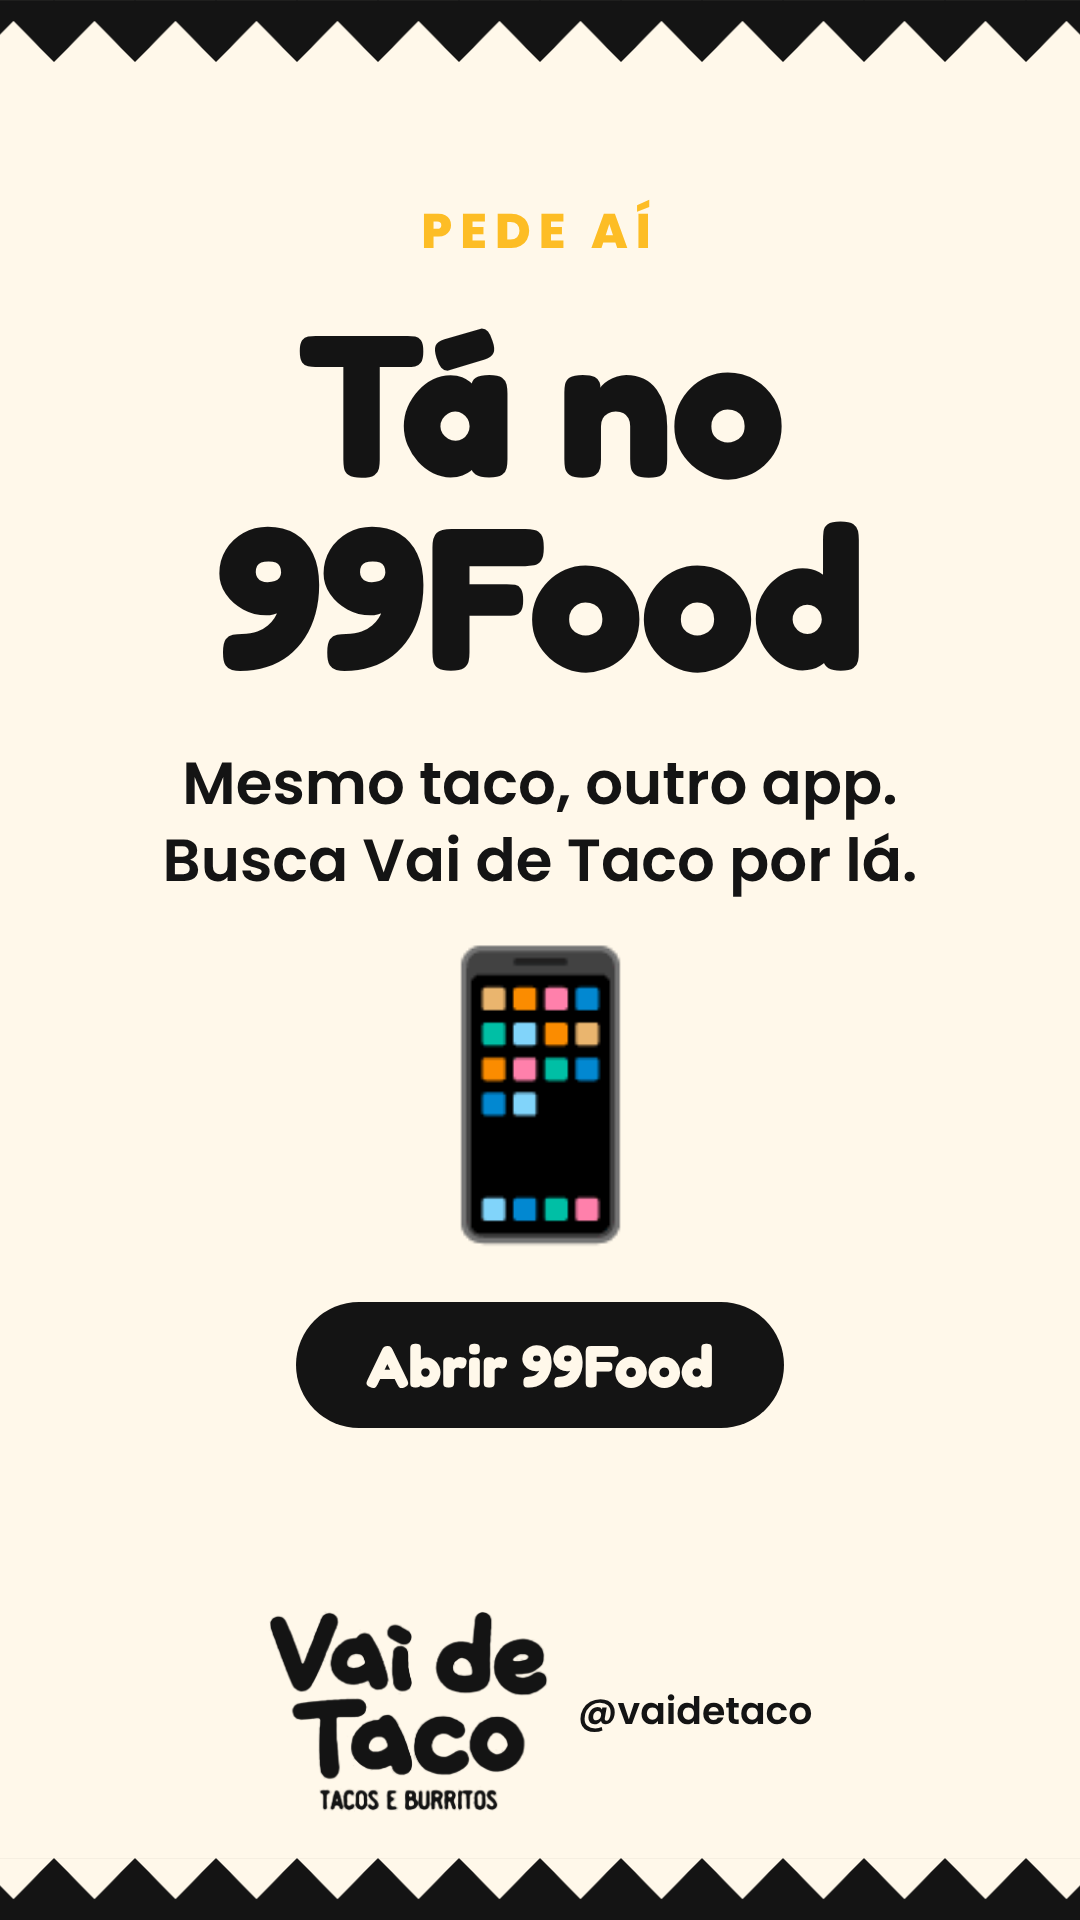 PEDE AÍ
Tá no
99Food
Mesmo taco, outro app.
Busca Vai de Taco por lá.
Abrir 99Food
Vai de
Taco
TACOS E BURRITOS
@vaidetaco